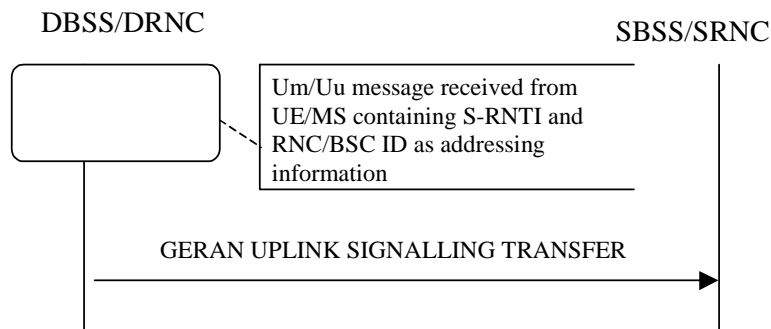 DBSS/DRNC
SBSS/SRNC
Um/Uu message received from
UE/MS containing S-RNTI and
RNC/BSC ID as addressing
information
GERAN UPLINK SIGNALLING TRANSFER